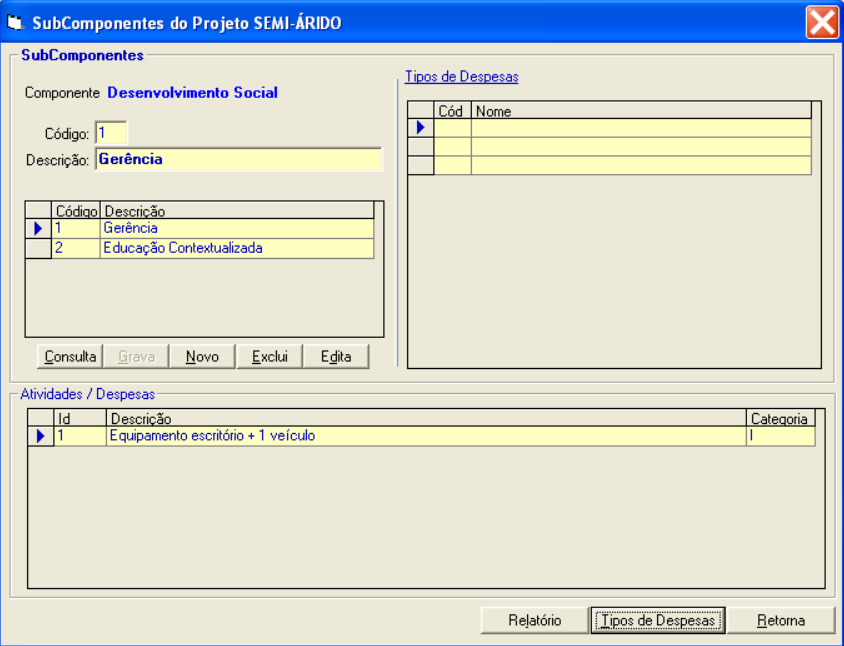 SubComponentes do Projeto SEMI-ÁRIDO
SubComponentes
Componente Desenvolvimento Social
Código: 1
Descrição: Gerência
Código Descrição
1 Gerência
2 Educação Contextualizada
Consulta Grava Novo Exclui Edita
Tipos de Despesas
Cód Nome
Atividades / Despesas
Id Descrição Categoria
1 Equipamento escritório + 1 veículo I
Relatório Tipos de Despesas Retorna